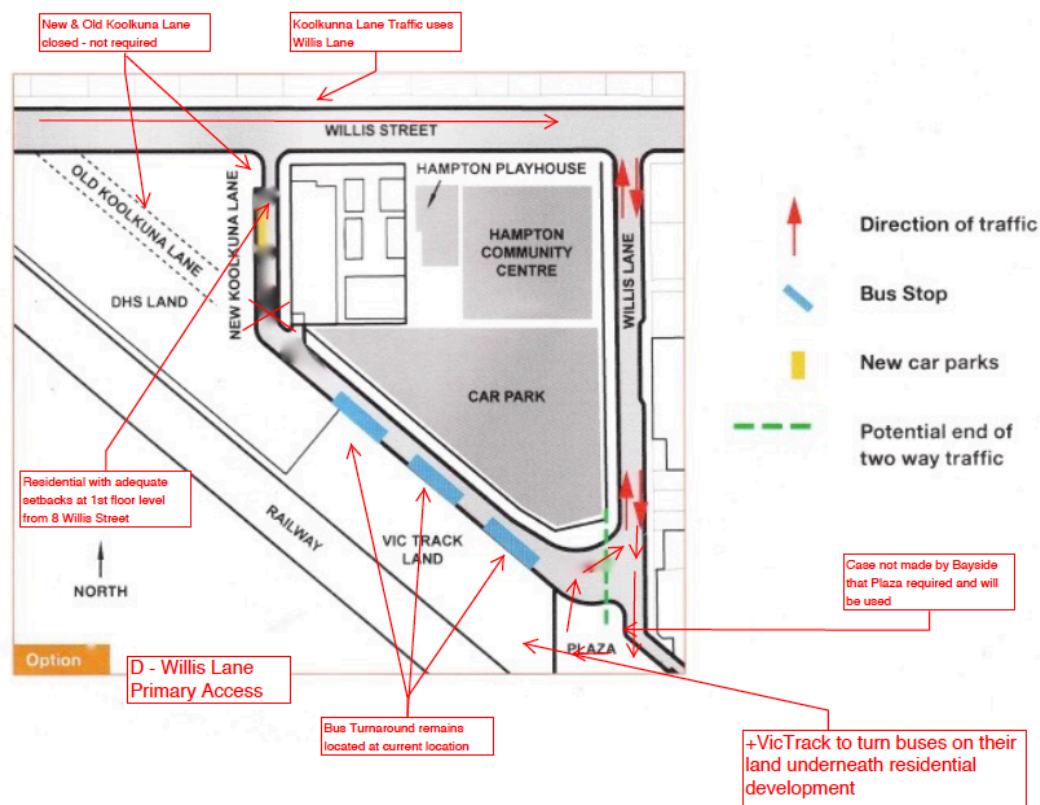 New & Old Koolkuna Lane
closed - not required
Koolkunna Lane Traffic uses
Willis Lane
WILLIS STREET
OLD KOOLKUNA LANE
NEW KOOLKUNA LANE
HAMPTON PLAYHOUSE
HAMPTON
COMMUNITY
CENTRE
WILLIS LANE
DHS LAND
CAR PARK
Direction of traffic
Bus Stop
New car parks
Potential end of
two way traffic
Residential with adequate
setbacks at 1st floor level
from 8 Willis Street
RAILWAY
VIC TRACK
LAND
NORTH
Case not made by Bayside
that Plaza required and will
be used
PLAZA
Option
D - Willis Lane
Primary Access
Bus Turnaround remains
located at current location
+VicTrack to turn buses on their
land underneath residential
development